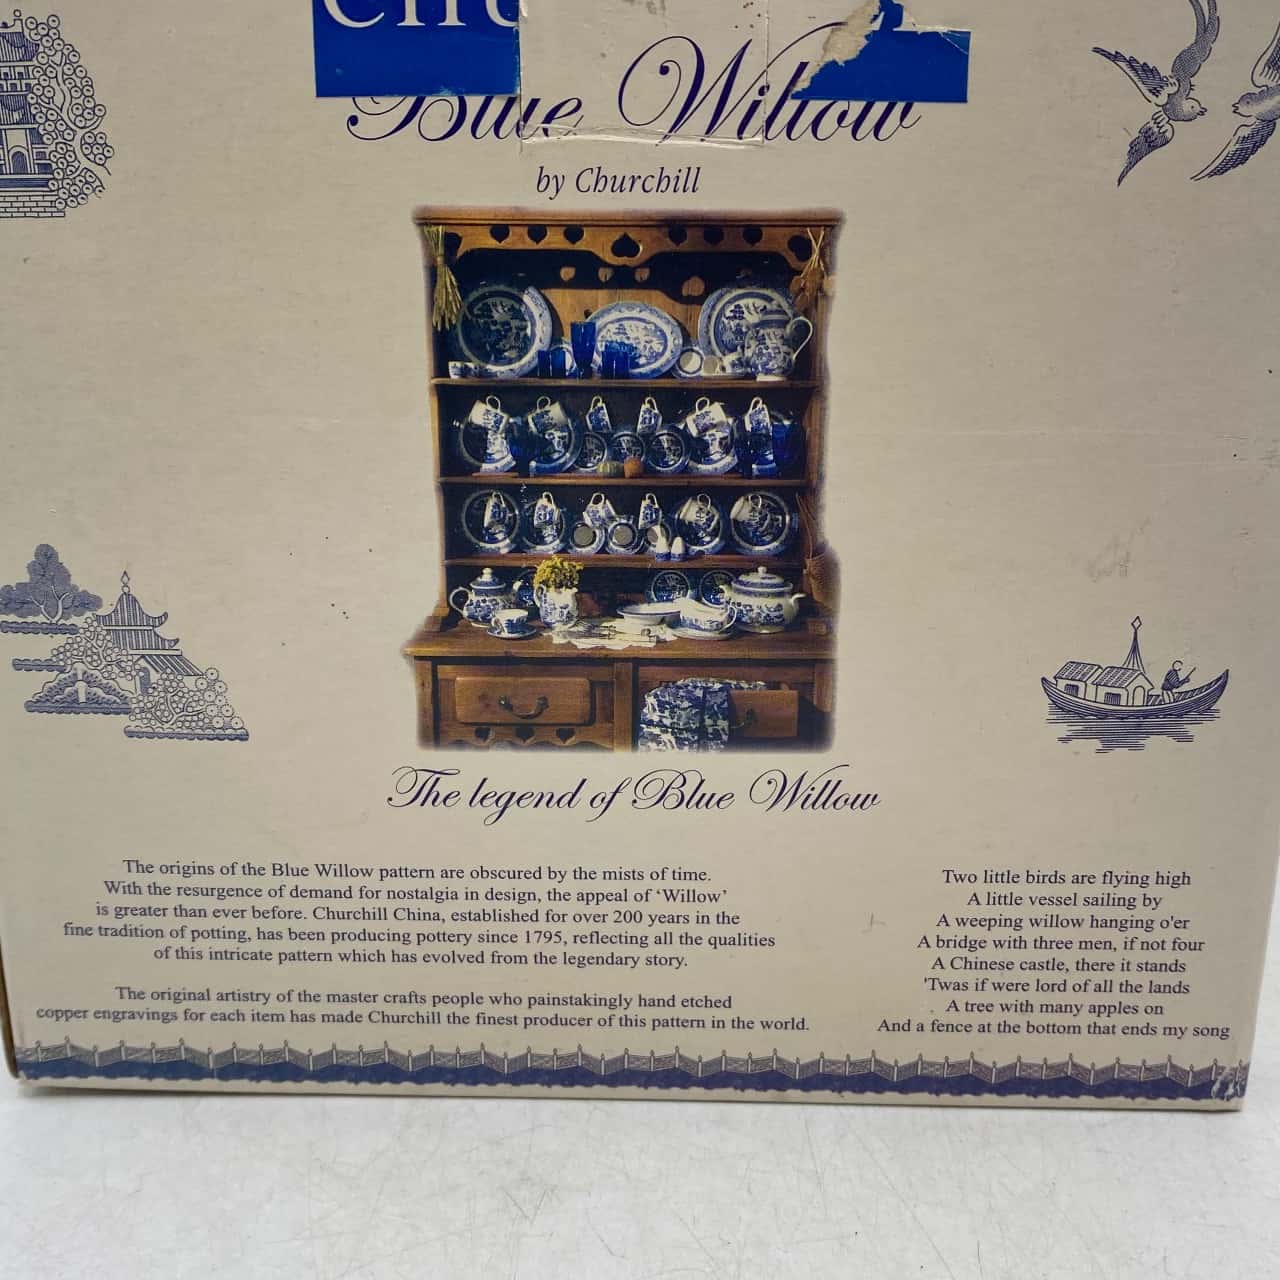 Blue Willow
by Churchill
The legend of Blue Willow
The origins of the Blue Willow pattern are obscured by the mists of time.
With the resurgence of demand for nostalgia in design, the appeal of ‘Willow’
is greater than ever before. Churchill China, established for over 200 years in the
fine tradition of potting, has been producing pottery since 1795, reflecting all the qualities
of this intricate pattern which has evolved from the legendary story.
The original artistry of the master crafts people who painstakingly hand etched
copper engravings for each item has made Churchill the finest producer of this pattern in the world.
Two little birds are flying high
A little vessel sailing by
A weeping willow hanging o'er
A bridge with three men, if not four
A Chinese castle, there it stands
'Twas if were lord of all the lands
A tree with many apples on
And a fence at the bottom that ends my song